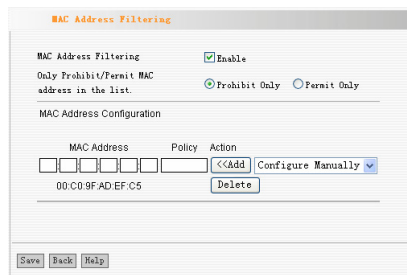 MAC Address Filtering
MAC Address Filtering Enable
Only Prohibit/Permit MAC
address in the list. Prohibit Only Permit Only
MAC Address Configuration
MAC Address Policy Action
<<Add Configure Manually
00:C0:9F:AD:EF:C5 Delete
Save Back Help